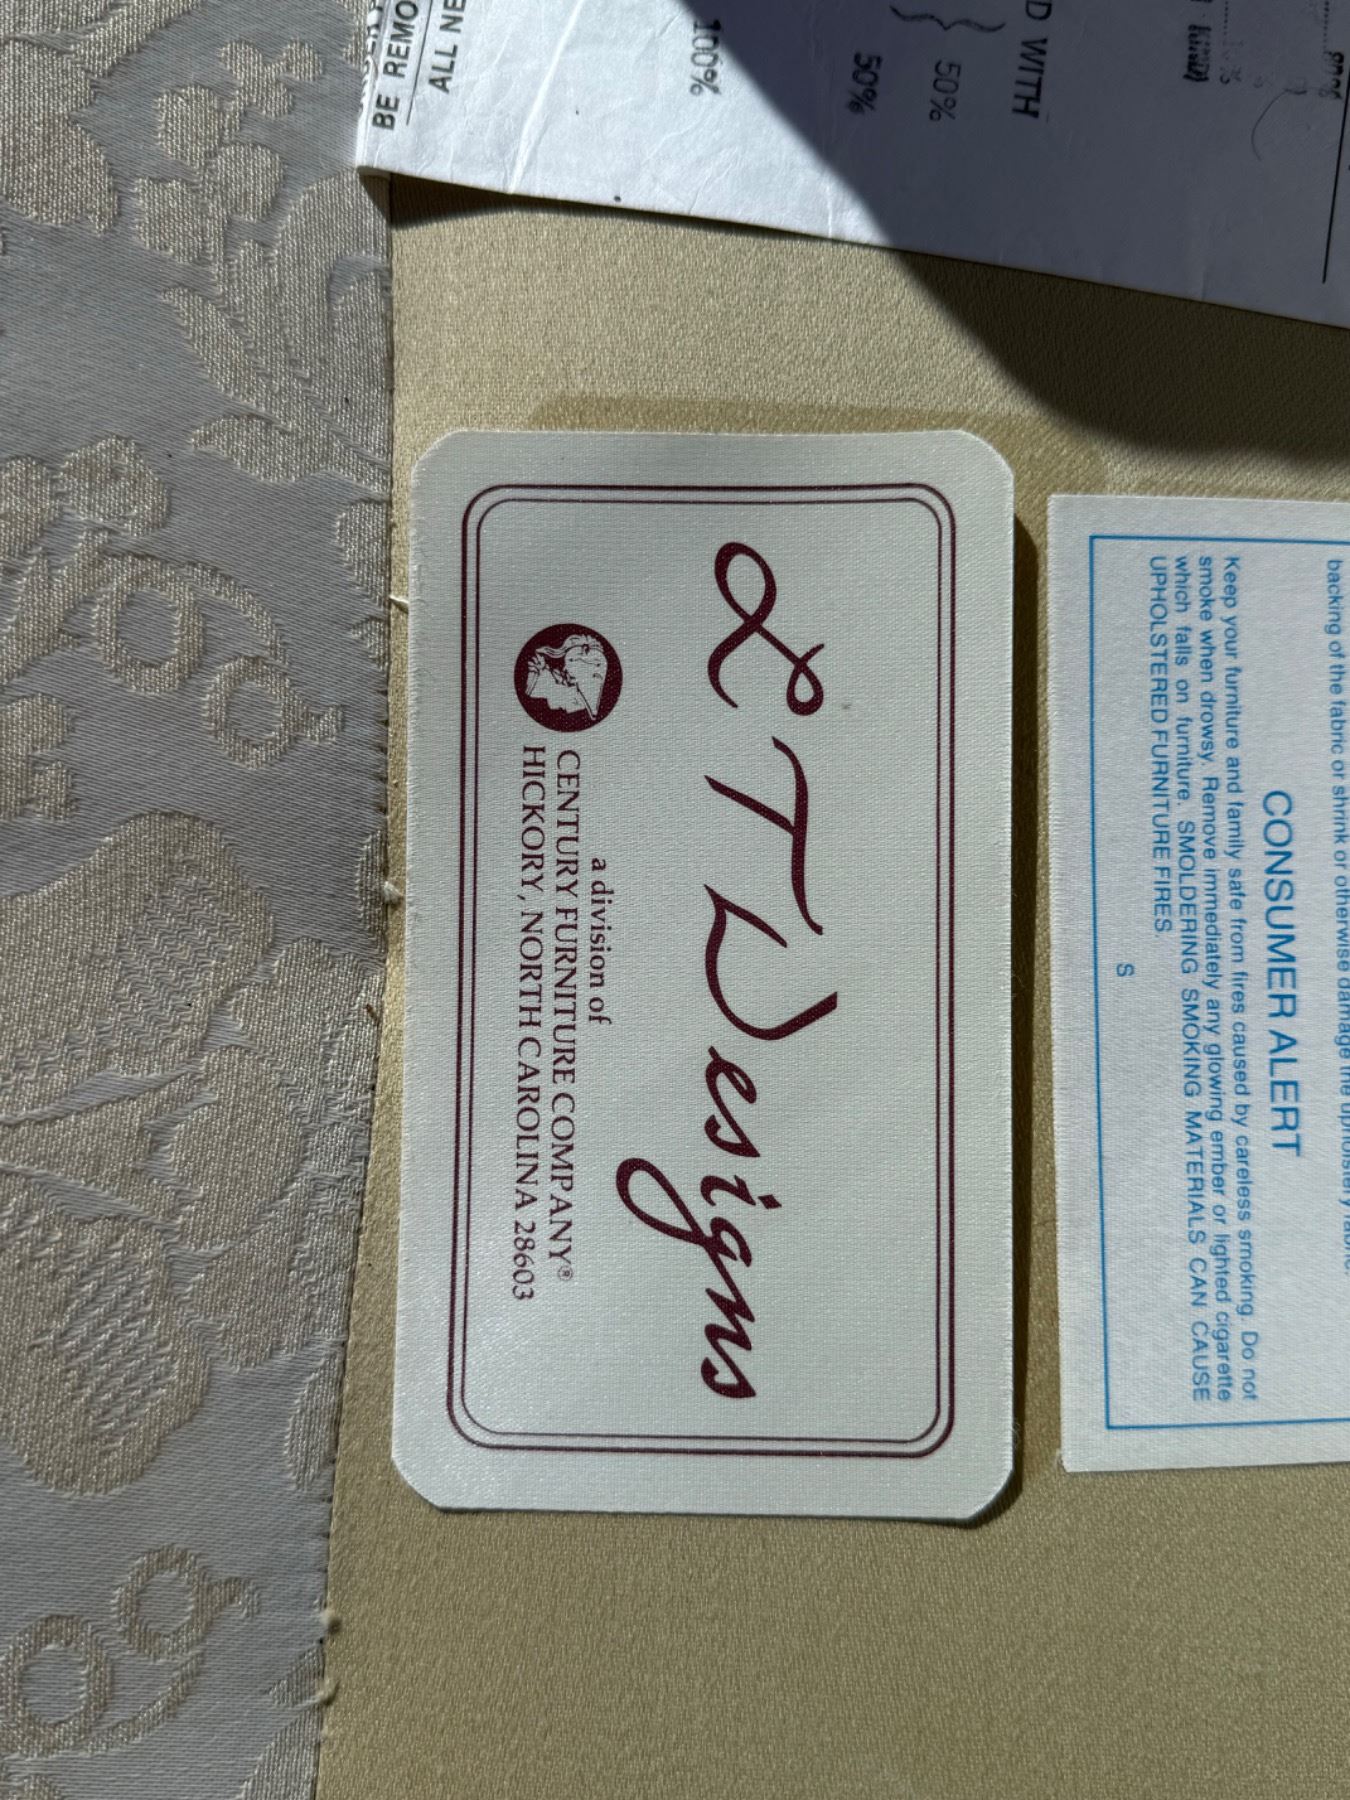 BE REMO
ALL NE
100%
50%
50%
D WITH
LTDesigns
a division of
CENTURY FURNITURE COMPANY®
HICKORY, NORTH CAROLINA 28603
backing of the fabric or shrink or otherwise damage the upholstery fabric.
CONSUMER ALERT
Keep your furniture and family safe from fires caused by careless smoking. Do not
smoke when drowsy. Remove immediately any glowing ember or lighted cigarette
which falls on furniture. SMOLDERING SMOKING MATERIALS CAN CAUSE
UPHOLSTERED FURNITURE FIRES.
S